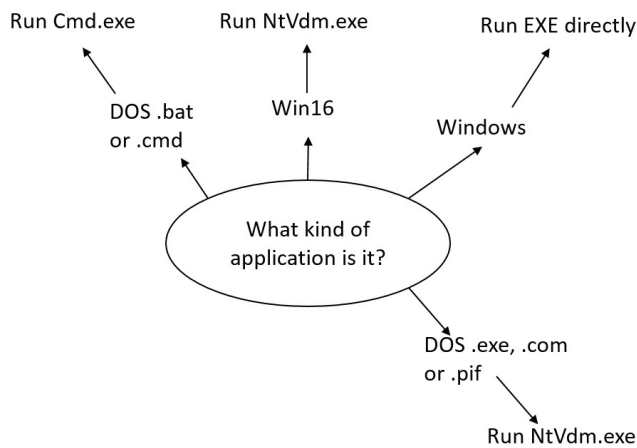 Run Cmd.exe
Run NtVdm.exe
Run EXE directly
DOS .bat
or .cmd
Win16
Windows
What kind of
application is it?
DOS .exe, .com
or .pif
Run NtVdm.exe